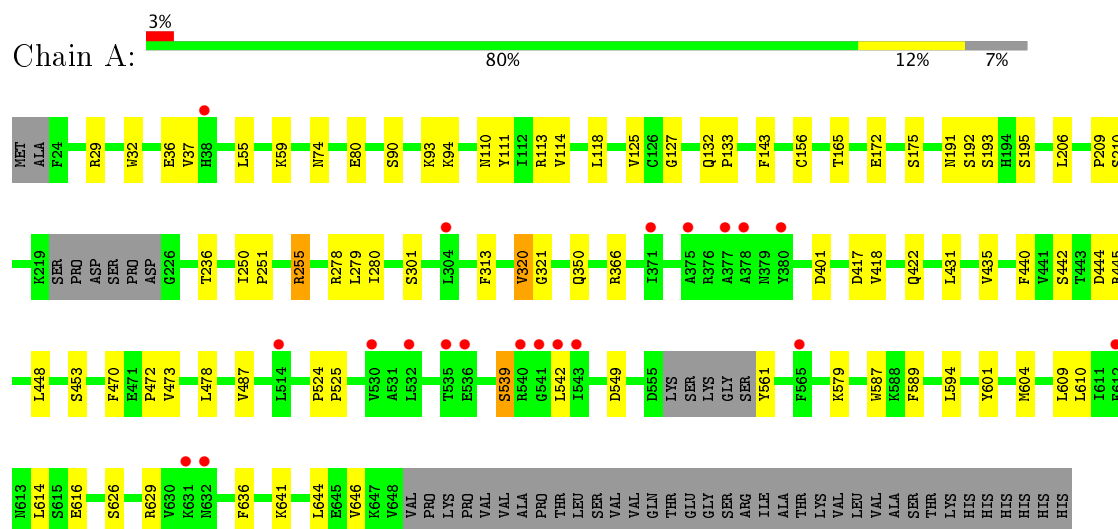 3%
Chain A:
80% 12% 7%
MET ALA F24 R29 W32 E36 V37 H38 L55 K59 N74 E80 S90 K93 K94 N110 Y111 I112 R113 V114 L118 V125 C126 G127 Q132 P133 F143 C156 T165 E172 S175 N191 S192 S193 H194 S195 L206 P209 S210
K219 SER PRO ASP SER PRO ASP G226 T236 I250 P251 R255 R278 L279 I280 S301 L304 F313 V320 G321 Q350 R366 I371 A375 R376 A377 A378 N379 Y380 D401 D417 V418 Q422 L431 V435 F440 V441 S442 T443 D444 R445
L448 S453 F470 E471 P472 V473 L478 V487 L514 P524 P525 V530 A531 L532 T535 E536 S539 R540 G541 L542 I543 D549 D555 LYS SER LYS GLY SER Y561 F565 K579 W587 K588 F589 L594 Y601 M604 L609 L610 I611
N613 L614 S615 E616 S626 R629 V630 K631 N632 F636 K641 L644 E645 V646 K647 V648 VAL PRO LYS PRO VAL VAL ALA PRO THR LEU SER VAL VAL GLN THR GLU GLY SER ARG ILE ALA THR LYS VAL LEU VAL ALA SER THR LYS HIS HIS HIS HIS HIS HIS